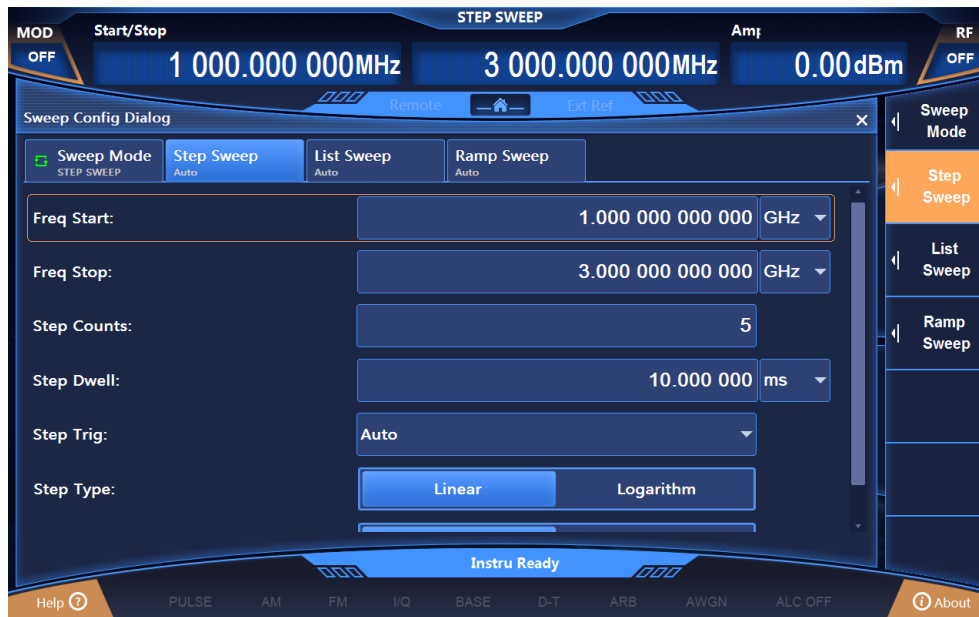 STEP SWEEP
MOD
OFF
Start/Stop
1 000.000 000MHz
3 000.000 000MHz
Amp
0.00dBm
RF
OFF
Remote
Ext Ref
Sweep Config Dialog
Sweep Mode
STEP SWEEP
Step Sweep
Auto
List Sweep
Auto
Ramp Sweep
Auto
Freq Start:
1.000 000 000 000 GHz
Freq Stop:
3.000 000 000 000 GHz
Step Counts:
5
Step Dwell:
10.000 000 ms
Step Trig:
Auto
Step Type:
Linear
Logarithm
Sweep
Mode
Step
Sweep
List
Sweep
Ramp
Sweep
Instru Ready
Help
PULSE AM FM I/Q BASE D-T ARB AWGN ALC OFF
About